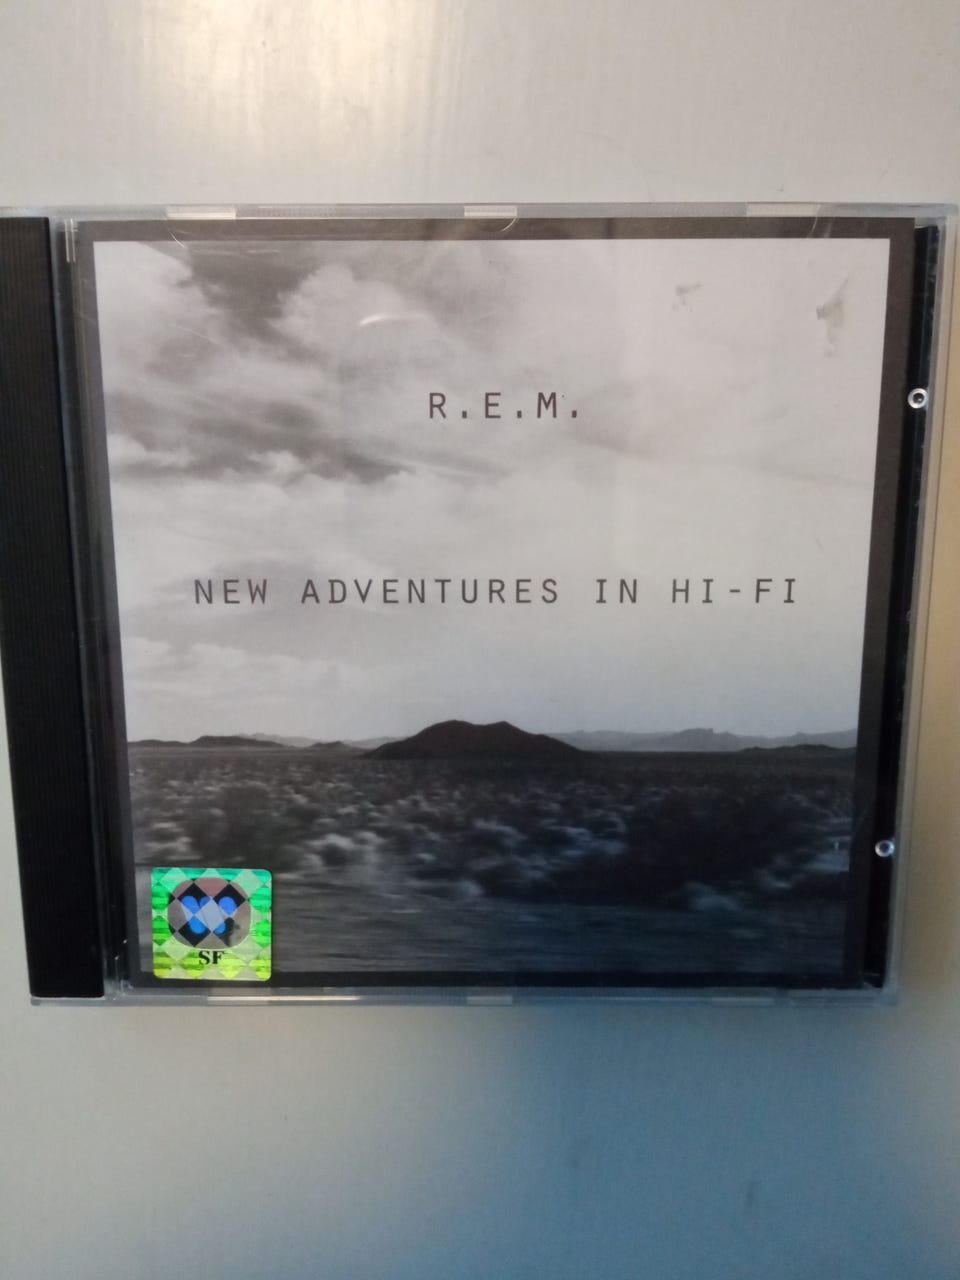 R.E.M.
NEW ADVENTURES IN HI-FI
SF